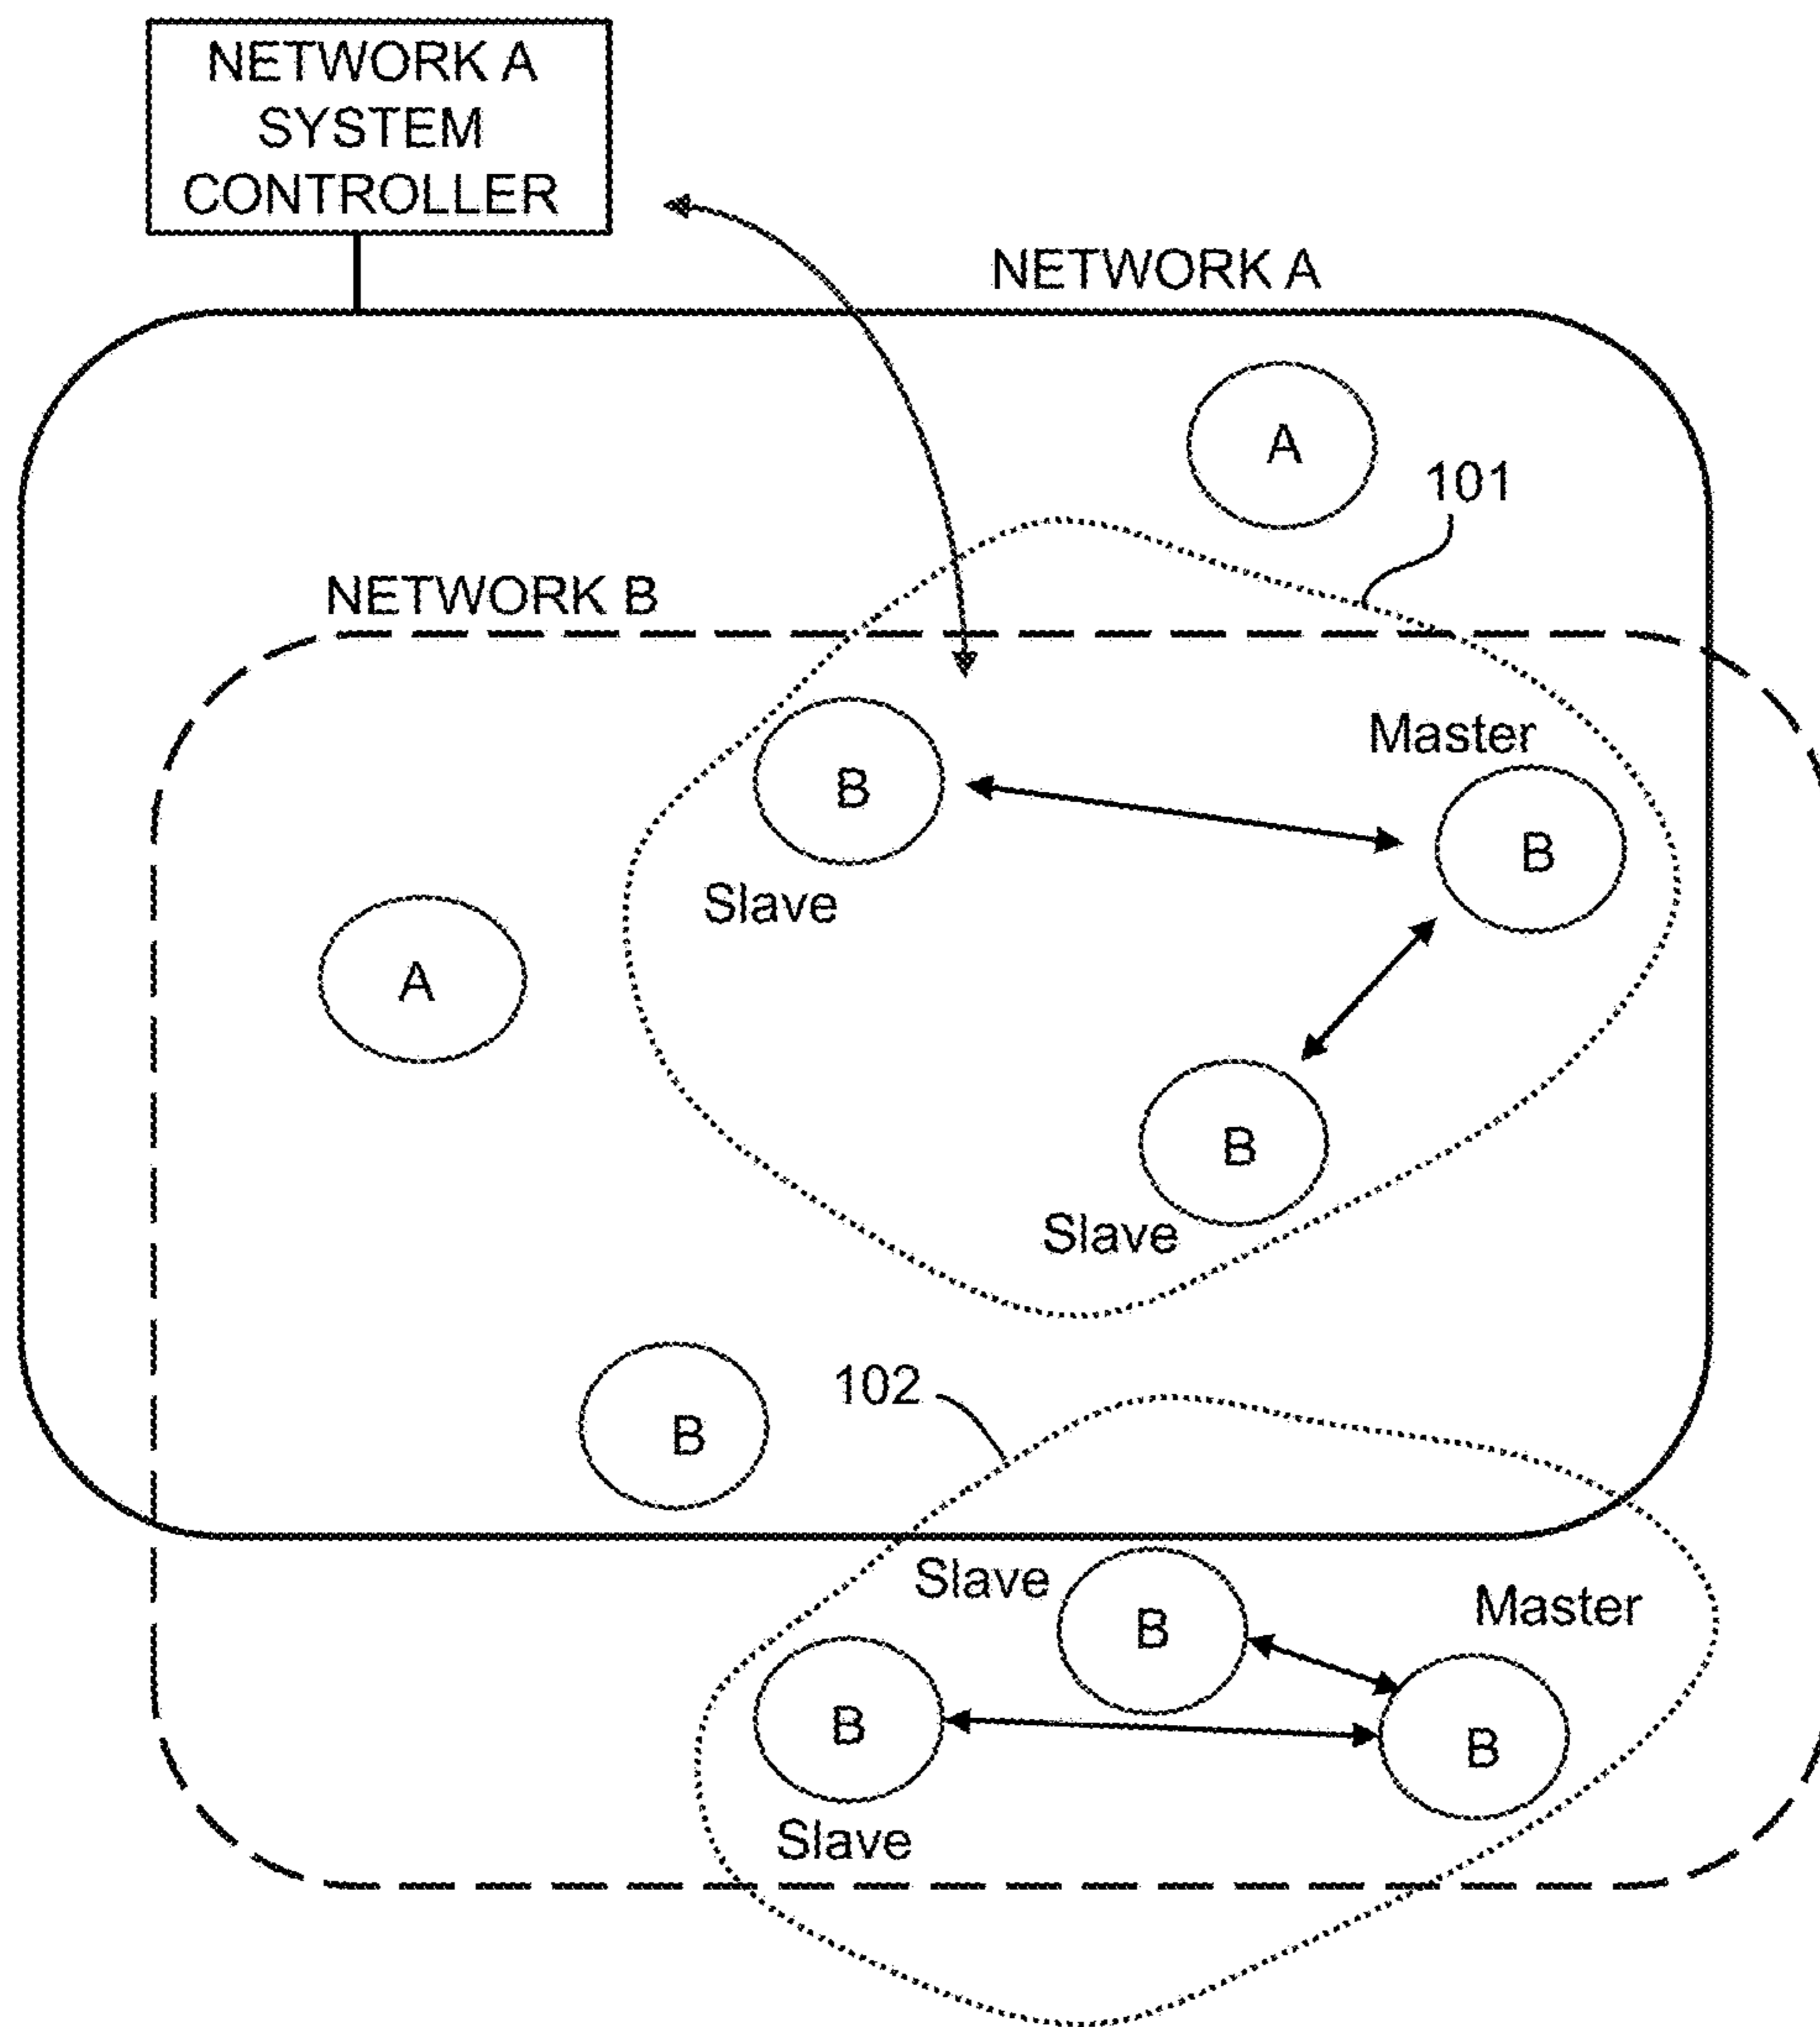 NETWORK A
SYSTEM
CONTROLLER
NETWORK A
A
101
NETWORK B
Master
B
B
Slave
A
B
Slave
102
B
Slave
Master
B
B
B
Slave